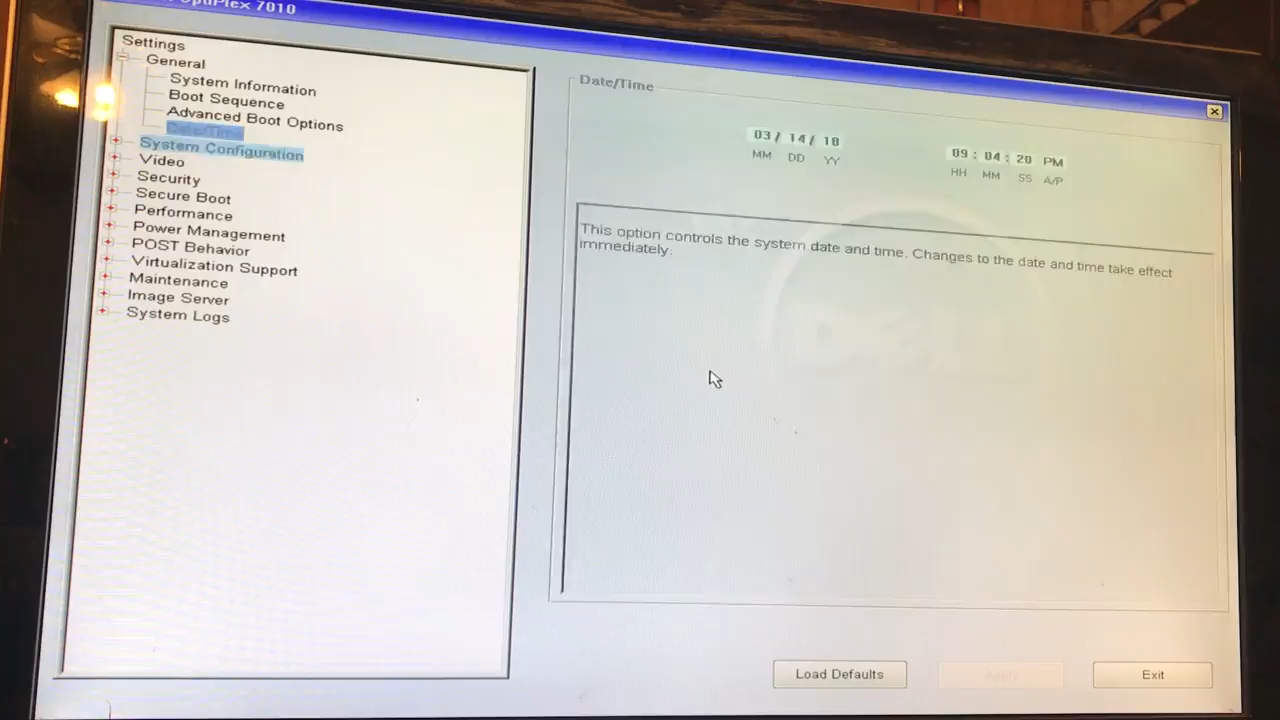 OptiPlex 7010
Settings
General
System Information
Boot Sequence
Advanced Boot Options
Date/Time
System Configuration
Video
Security
Secure Boot
Performance
Power Management
POST Behavior
Virtualization Support
Maintenance
Image Server
System Logs
Date/Time
03 / 14 / 18
MM DD YY
09 : 04 : 20 PM
HH MM SS A/P
This option controls the system date and time. Changes to the date and time take effect
immediately.
DELL
Load Defaults
Apply
Exit